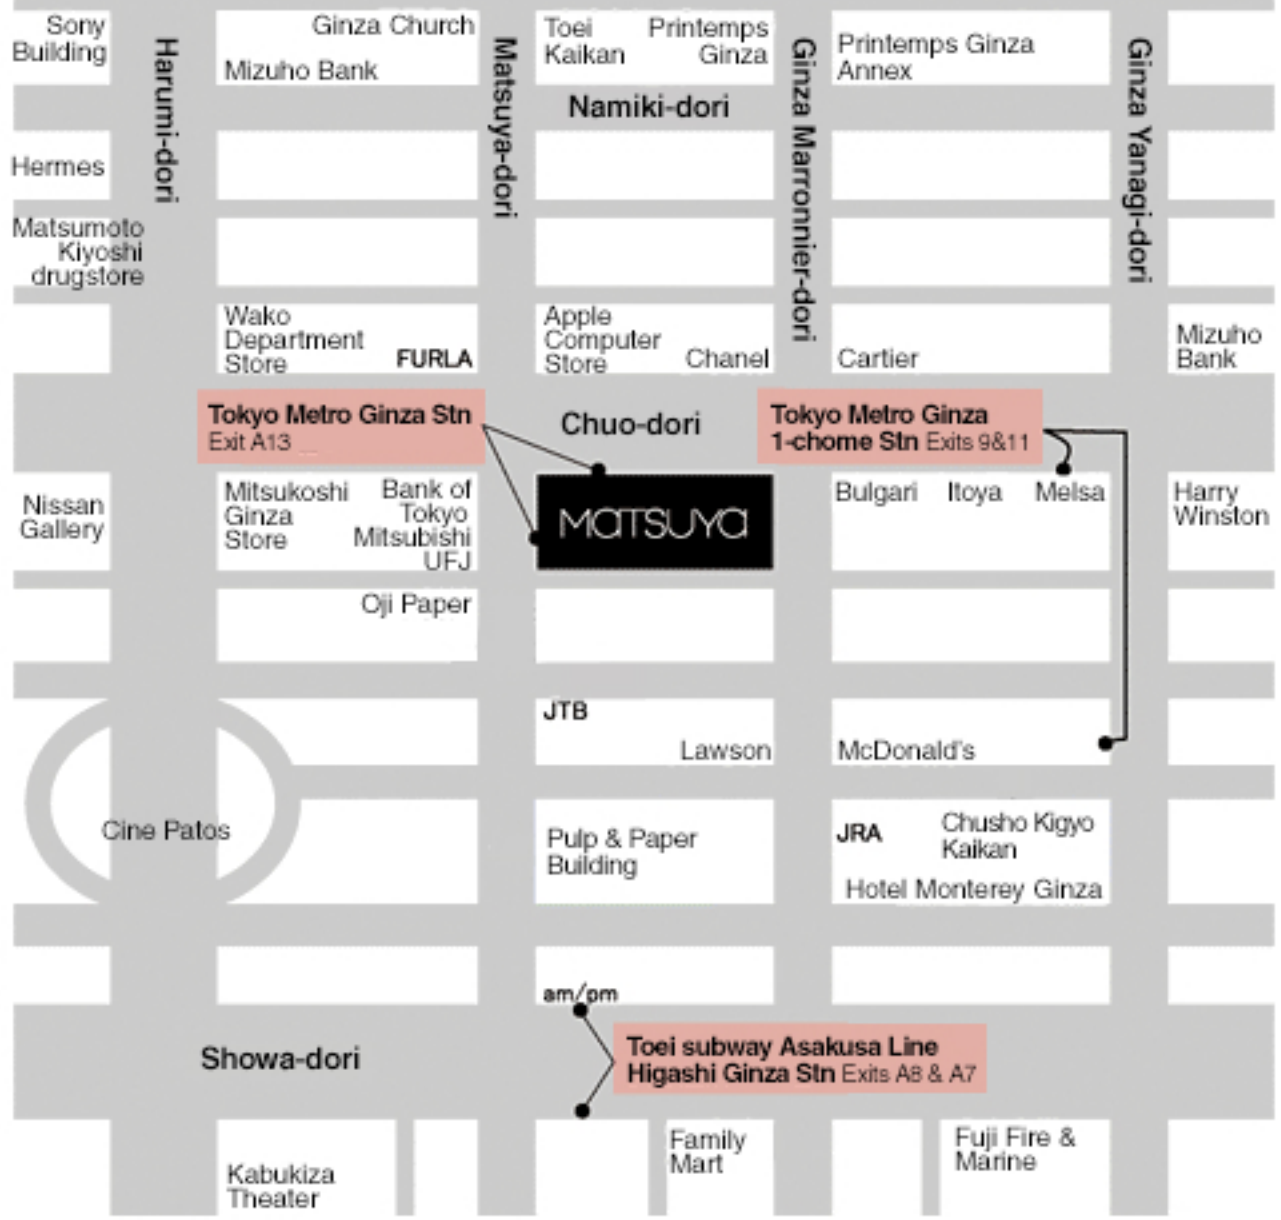 Sony
Building
Ginza Church
Mizuho Bank
Toei
Kaikan
Printemps
Ginza
Printemps Ginza
Annex
Harumi-dori
Matsuya-dori
Ginza Marronnier-dori
Ginza Yanagi-dori
Namiki-dori
Hermes
Matsumoto
Kiyoshi
drugstore
Wako
Department
Store
FURLA
Apple
Computer
Store
Chanel
Cartier
Mizuho
Bank
Tokyo Metro Ginza Stn
Exit A13
Chuo-dori
Tokyo Metro Ginza
1-chome Stn Exits 9&11
Nissan
Gallery
Mitsukoshi
Ginza
Store
Bank of
Tokyo
Mitsubishi
UFJ
MATSUYA
Bulgari
Itoya
Melsa
Harry
Winston
Oji Paper
JTB
Lawson
McDonald's
Cine Patos
Pulp & Paper
Building
JRA
Chusho Kigyo
Kaikan
Hotel Monterey Ginza
am/pm
Showa-dori
Toei subway Asakusa Line
Higashi Ginza Stn Exits A8 & A7
Kabukiza
Theater
Family
Mart
Fuji Fire &
Marine